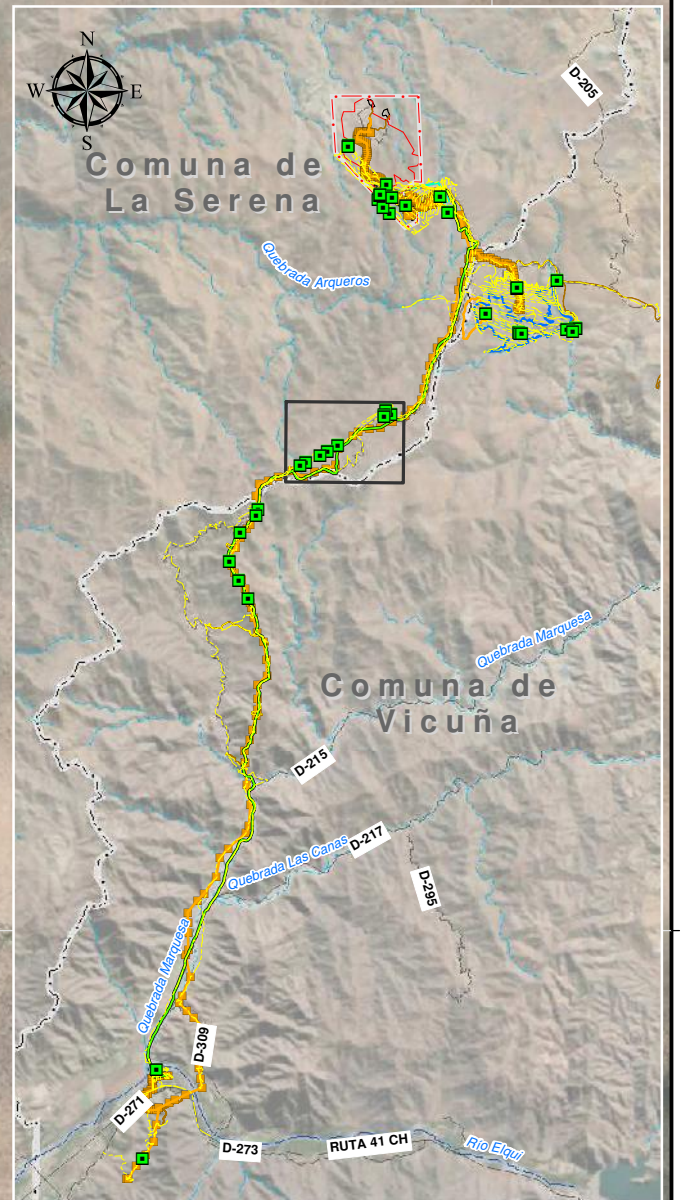 N
W E
S
D-205
Comuna de
La Serena
Quebrada Arqueros
Quebrada Marquesa
Comuna de
Vicuña
D-215
D-217
Quebrada Las Canas
D-295
Quebrada Marquesa
D-309
D-271
D-273
RUTA 41 CH
Río Elqui